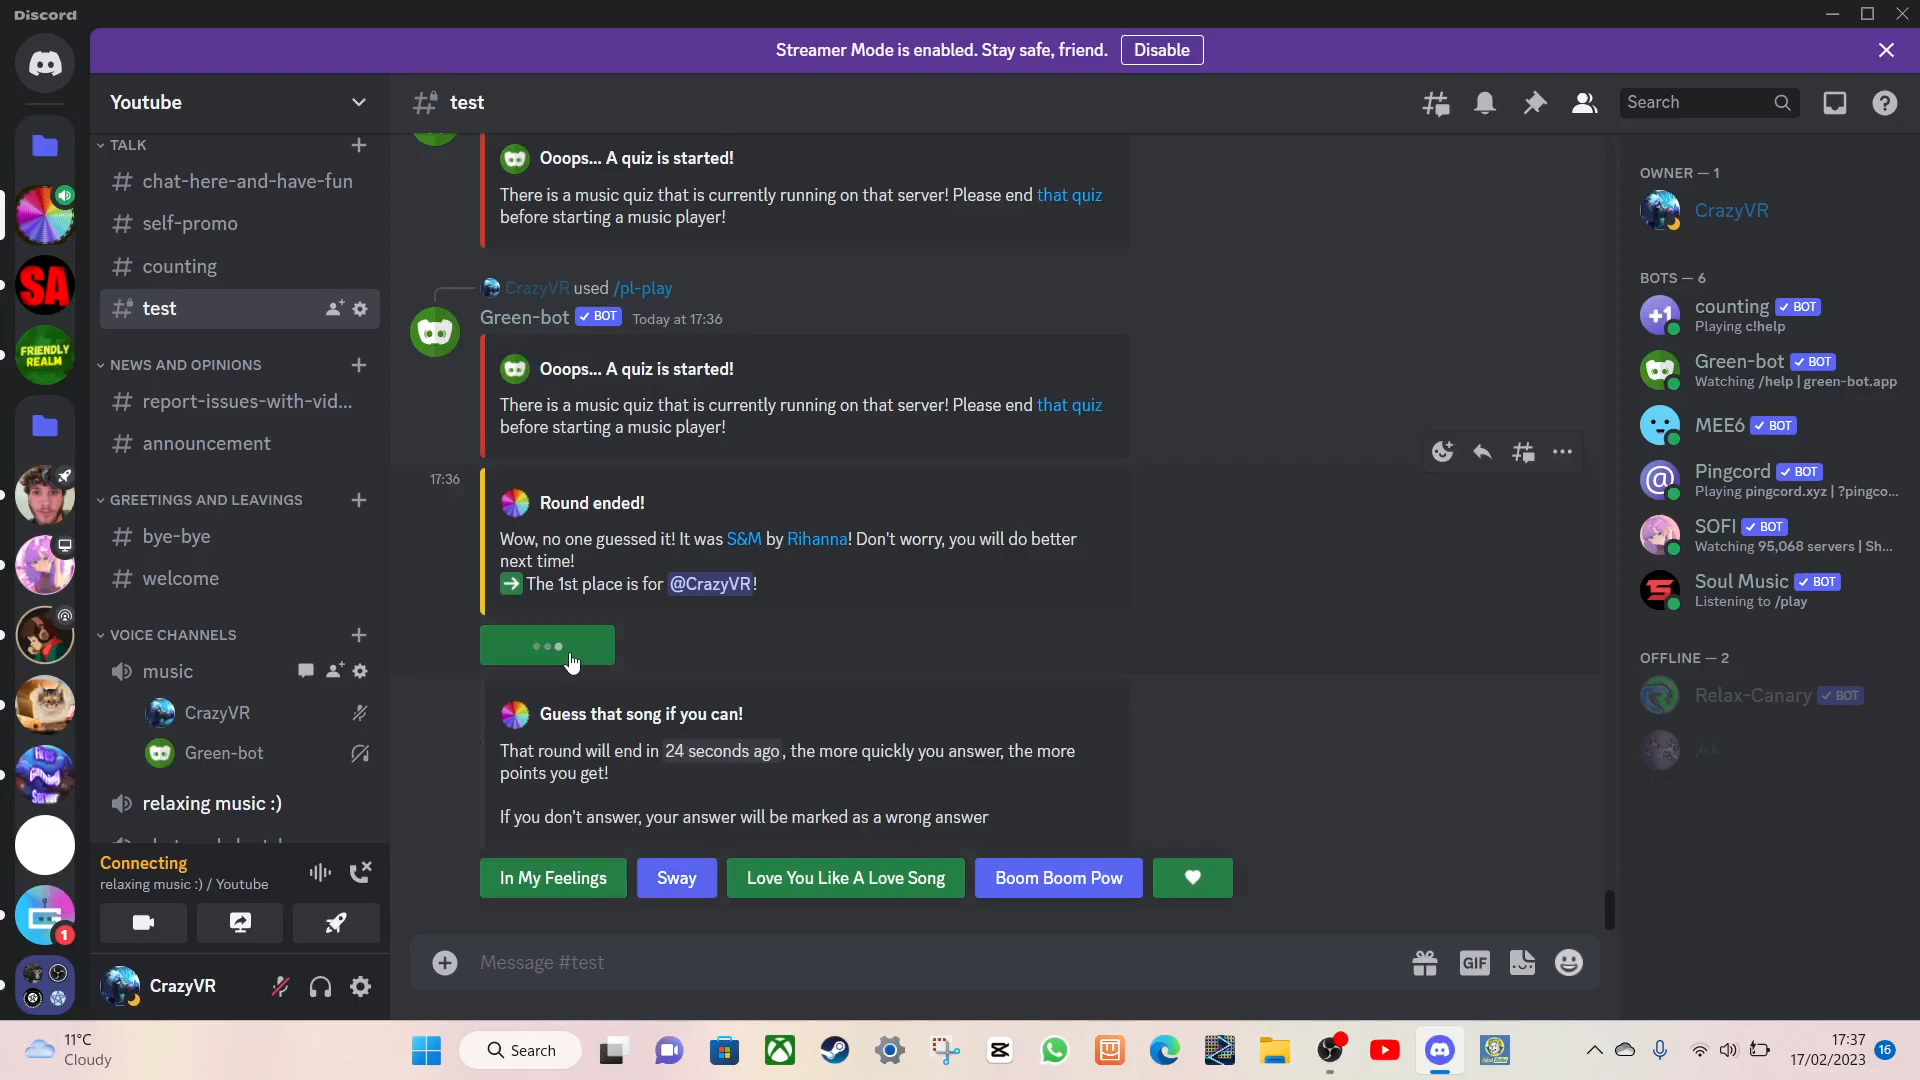 Discord
Streamer Mode is enabled. Stay safe, friend. Disable
Youtube
TALK
chat-here-and-have-fun
self-promo
counting
test
NEWS AND OPINIONS
report-issues-with-vid...
announcement
GREETINGS AND LEAVINGS
bye-bye
welcome
VOICE CHANNELS
music
CrazyVR
Green-bot
relaxing music :)
Connecting
relaxing music :) / Youtube
CrazyVR
SA
FRIENDLY
REALM
1
test
Search
Ooops... A quiz is started!
There is a music quiz that is currently running on that server! Please end that quiz
before starting a music player!
CrazyVR used /pl-play
Green-bot ✓ BOT Today at 17:36
Ooops... A quiz is started!
There is a music quiz that is currently running on that server! Please end that quiz
before starting a music player!
17:36
Round ended!
Wow, no one guessed it! It was S&M by Rihanna! Don't worry, you will do better
next time!
The 1st place is for @CrazyVR!
Guess that song if you can!
That round will end in 24 seconds ago, the more quickly you answer, the more
points you get!
If you don't answer, your answer will be marked as a wrong answer
In My Feelings Sway Love You Like A Love Song Boom Boom Pow
Message #test
GIF
OWNER — 1
CrazyVR
BOTS — 6
+1
counting ✓ BOT
Playing c!help
Green-bot ✓ BOT
Watching /help | green-bot.app
MEE6 ✓ BOT
Pingcord ✓ BOT
Playing pingcord.xyz | ?pingco...
SOFI ✓ BOT
Watching 95,068 servers | Sh...
Soul Music ✓ BOT
Listening to /play
OFFLINE — 2
Relax-Canary ✓ BOT
11°C
Cloudy
Search
17:37
17/02/2023
16